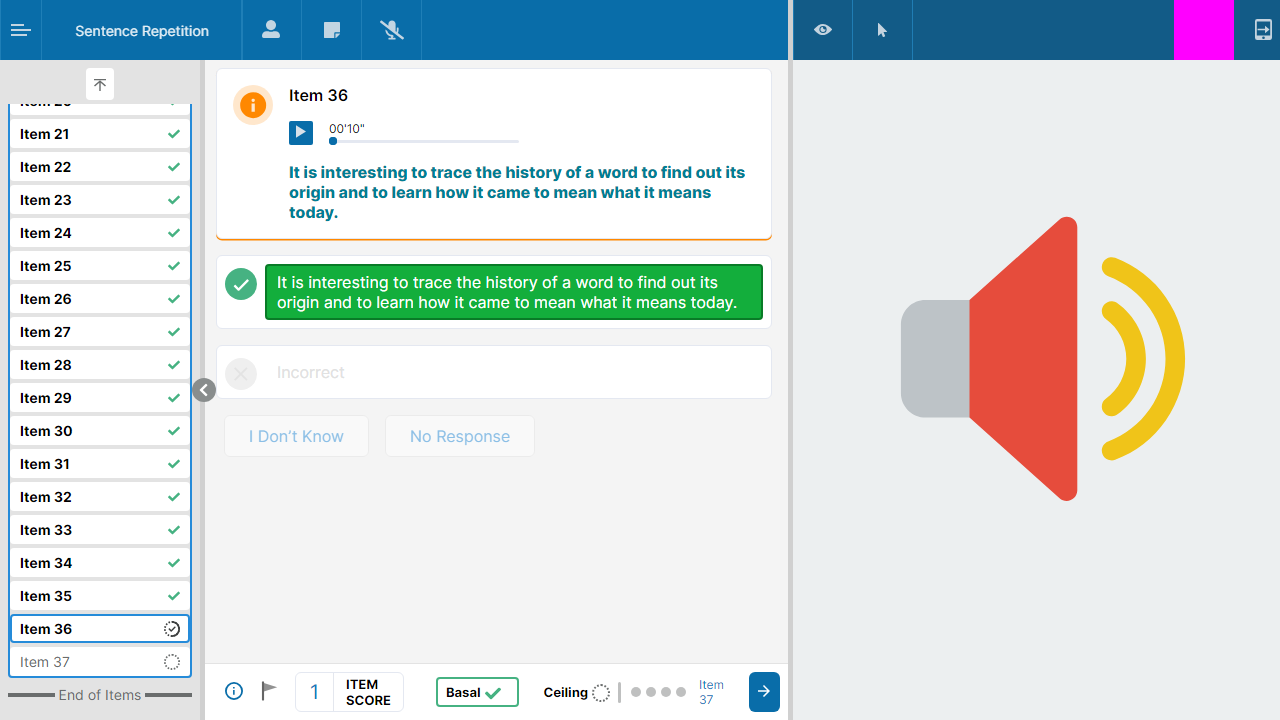 Sentence Repetition
Item 21
Item 22
Item 23
Item 24
Item 25
Item 26
Item 27
Item 28
Item 29
Item 30
Item 31
Item 32
Item 33
Item 34
Item 35
Item 36
Item 37
End of Items
Item 36
00'10"
It is interesting to trace the history of a word to find out its
origin and to learn how it came to mean what it means
today.
It is interesting to trace the history of a word to find out its
origin and to learn how it came to mean what it means today.
Incorrect
I Don't Know
No Response
1
ITEM
SCORE
Basal
Ceiling
Item
37